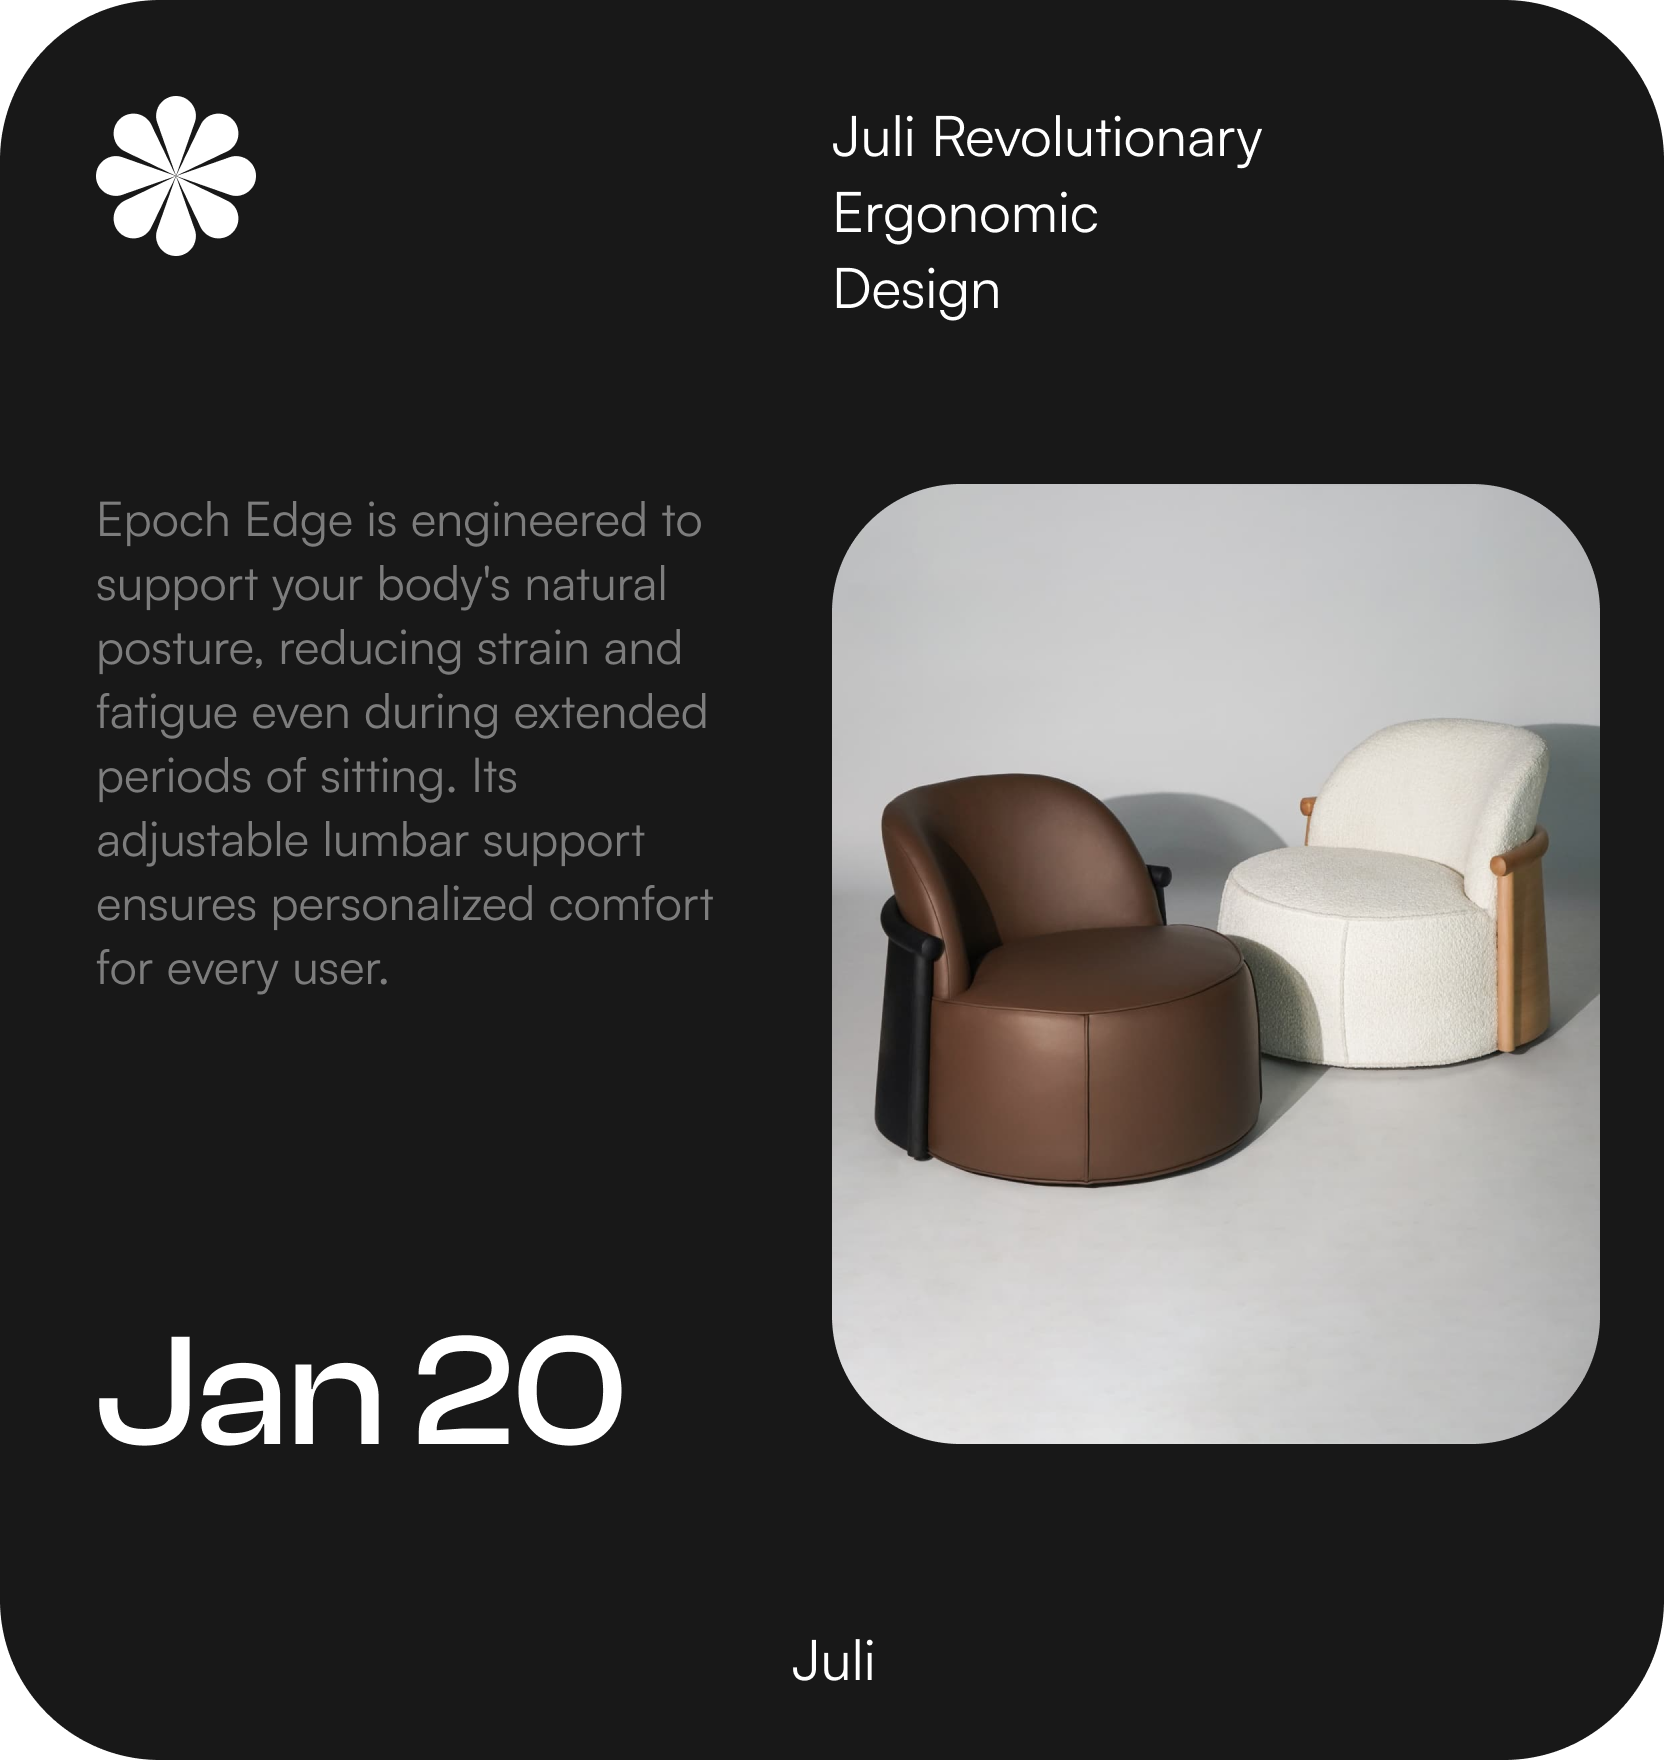 Juli Revolutionary
Ergonomic
Design
Epoch Edge is engineered to
support your body's natural
posture, reducing strain and
fatigue even during extended
periods of sitting. Its
adjustable lumbar support
ensures personalized comfort
for every user.
Jan 20
Juli